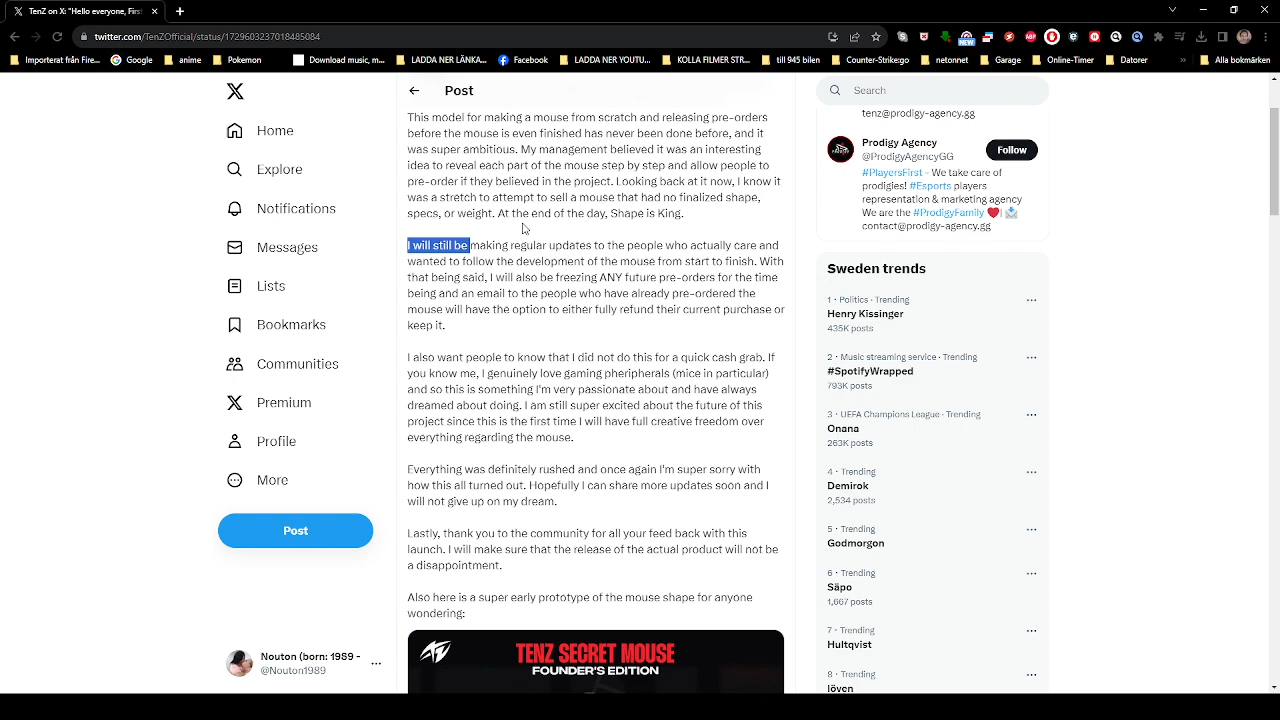 TenZ on X: "Hello everyone, Firs
twitter.com/TenZOfficial/status/1729603237018485084
NEW
Importerat från Fire...
Google
anime
Pokemon
Download music, m...
LADDA NER LÄNKA...
Facebook
LADDA NER YOUTU...
KOLLA FILMER STR...
till 945 bilen
Counter-Strike:go
netonnet
Garage
Online-Timer
Datorer
Alla bokmärken
Home
Explore
Notifications
Messages
Lists
Bookmarks
Communities
Premium
Profile
More
Post
Nouton (born: 1989 -
@Nouton1989
Post
This model for making a mouse from scratch and releasing pre-orders
before the mouse is even finished has never been done before, and it
was super ambitious. My management believed it was an interesting
idea to reveal each part of the mouse step by step and allow people to
pre-order if they believed in the project. Looking back at it now, I know it
was a stretch to attempt to sell a mouse that had no finalized shape,
specs, or weight. At the end of the day, Shape is King.
I will still be making regular updates to the people who actually care and
wanted to follow the development of the mouse from start to finish. With
that being said, I will also be freezing ANY future pre-orders for the time
being and an email to the people who have already pre-ordered the
mouse will have the option to either fully refund their current purchase or
keep it.
I also want people to know that I did not do this for a quick cash grab. If
you know me, I genuinely love gaming pheripherals (mice in particular)
and so this is something I'm very passionate about and have always
dreamed about doing. I am still super excited about the future of this
project since this is the first time I will have full creative freedom over
everything regarding the mouse.
Everything was definitely rushed and once again I'm super sorry with
how this all turned out. Hopefully I can share more updates soon and I
will not give up on my dream.
Lastly, thank you to the community for all your feed back with this
launch. I will make sure that the release of the actual product will not be
a disappointment.
Also here is a super early prototype of the mouse shape for anyone
wondering:
TENZ SECRET MOUSE
FOUNDER'S EDITION
Search
tenz@prodigy-agency.gg
Prodigy Agency
@ProdigyAgencyGG
Follow
#PlayersFirst - We take care of
prodigies! #Esports players
representation & marketing agency
We are the #ProdigyFamily ❤️| 📩
contact@prodigy-agency.gg
Sweden trends
1 · Politics · Trending
Henry Kissinger
435K posts
2 · Music streaming service · Trending
#SpotifyWrapped
793K posts
3 · UEFA Champions League · Trending
Onana
263K posts
4 · Trending
Demirok
2,534 posts
5 · Trending
Godmorgon
6 · Trending
Säpo
1,667 posts
7 · Trending
Hultqvist
8 · Trending
löven